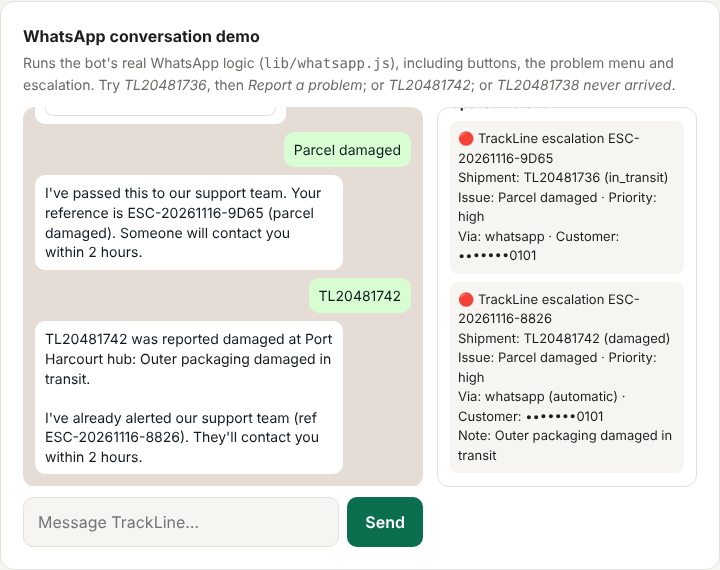 WhatsApp conversation demo
Runs the bot's real WhatsApp logic (lib/whatsapp.js), including buttons, the problem menu and
escalation. Try TL20481736, then Report a problem; or TL20481742; or TL20481738 never arrived.
Parcel damaged
I've passed this to our support team. Your
reference is ESC-20261116-9D65 (parcel
damaged). Someone will contact you
within 2 hours.
TL20481742
TL20481742 was reported damaged at Port
Harcourt hub: Outer packaging damaged in
transit.
I've already alerted our support team (ref
ESC-20261116-8826). They'll contact you
within 2 hours.
🔴 TrackLine escalation ESC-
20261116-9D65
Shipment: TL20481736 (in_transit)
Issue: Parcel damaged · Priority:
high
Via: whatsapp · Customer:
•••••••0101
🔴 TrackLine escalation ESC-
20261116-8826
Shipment: TL20481742 (damaged)
Issue: Parcel damaged · Priority:
high
Via: whatsapp (automatic) ·
Customer: •••••••0101
Note: Outer packaging damaged in
transit
Message TrackLine...
Send